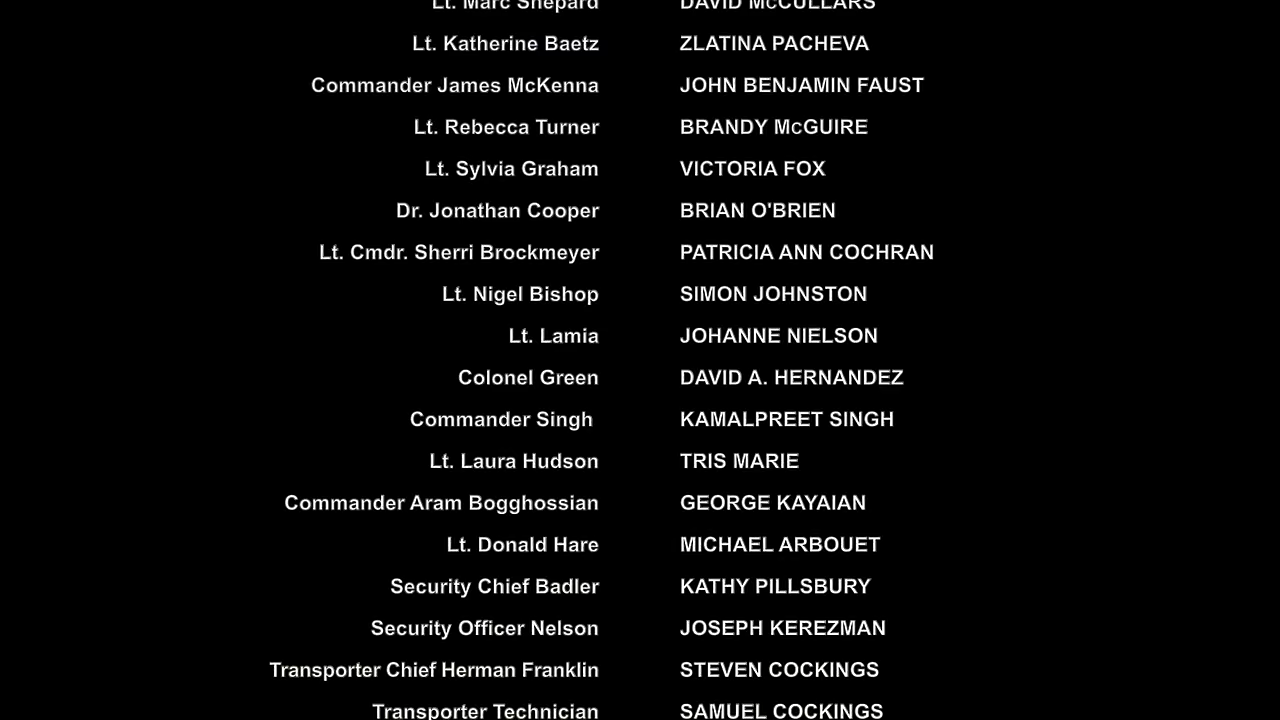 Lt. Marc Shepard DAVID McCULLARS
Lt. Katherine Baetz ZLATINA PACHEVA
Commander James McKenna JOHN BENJAMIN FAUST
Lt. Rebecca Turner BRANDY McGUIRE
Lt. Sylvia Graham VICTORIA FOX
Dr. Jonathan Cooper BRIAN O'BRIEN
Lt. Cmdr. Sherri Brockmeyer PATRICIA ANN COCHRAN
Lt. Nigel Bishop SIMON JOHNSTON
Lt. Lamia JOHANNE NIELSON
Colonel Green DAVID A. HERNANDEZ
Commander Singh KAMALPREET SINGH
Lt. Laura Hudson TRIS MARIE
Commander Aram Bogghossian GEORGE KAYAIAN
Lt. Donald Hare MICHAEL ARBOUET
Security Chief Badler KATHY PILLSBURY
Security Officer Nelson JOSEPH KEREZMAN
Transporter Chief Herman Franklin STEVEN COCKINGS
Transporter Technician SAMUEL COCKINGS